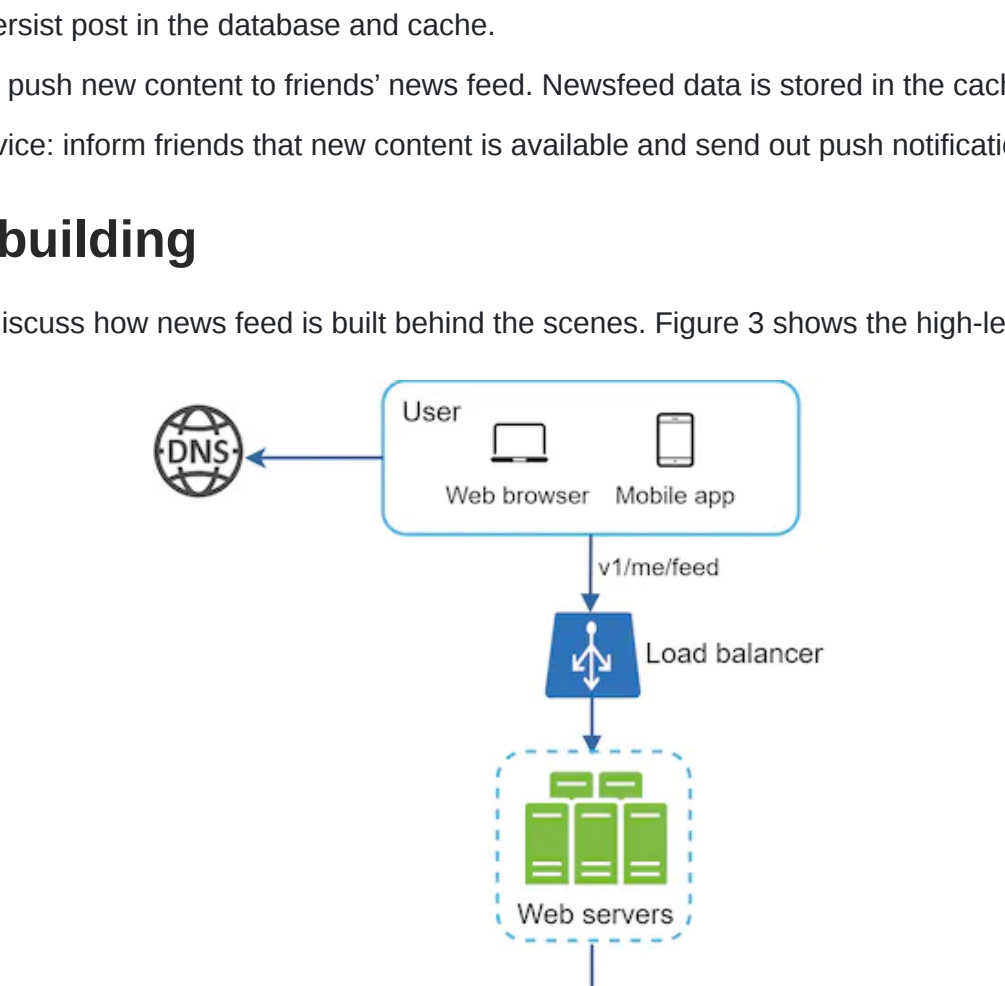 ersist post in the database and cache.
push new content to friends’ news feed. Newsfeed data is stored in the cach
vice: inform friends that new content is available and send out push notificati
building
iscuss how news feed is built behind the scenes. Figure 3 shows the high-le
User
DNS
Web browser Mobile app
v1/me/feed
Load balancer
Web servers